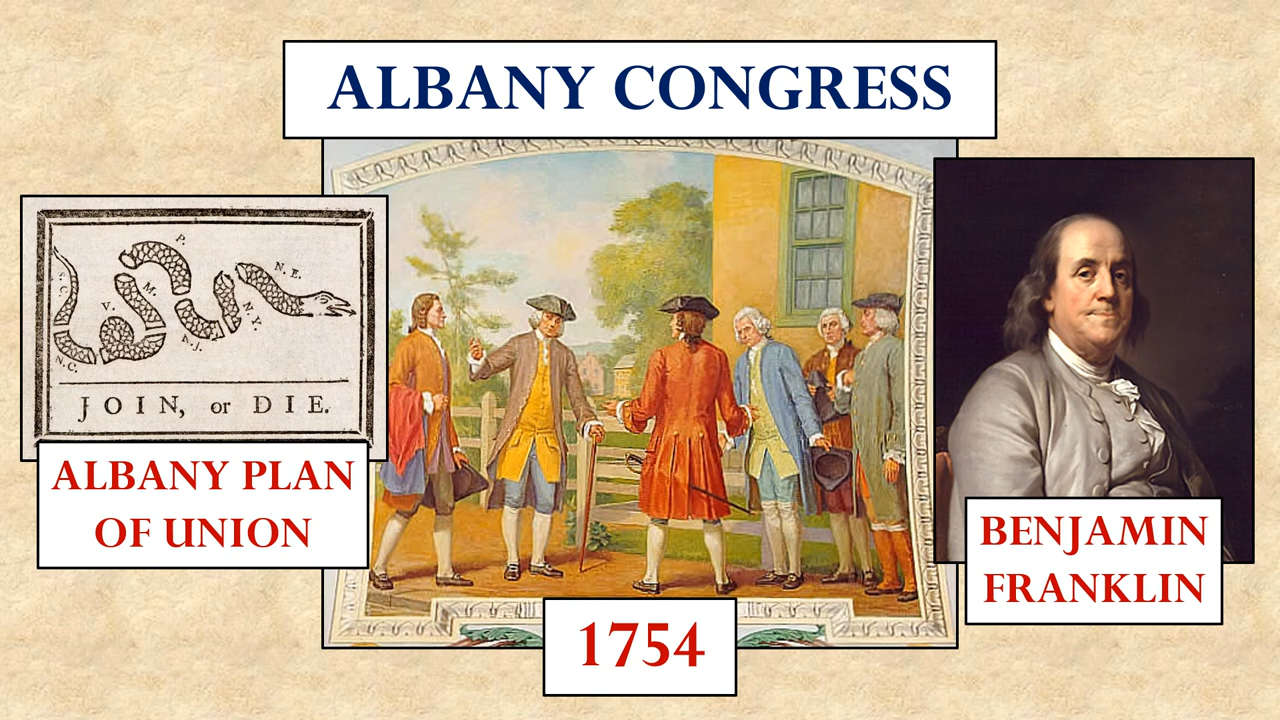 ALBANY CONGRESS
P.
N. E.
S. C.
M.
V.
N. Y.
N. J.
N. C.
JOIN, or DIE.
ALBANY PLAN
OF UNION
BENJAMIN
FRANKLIN
1754